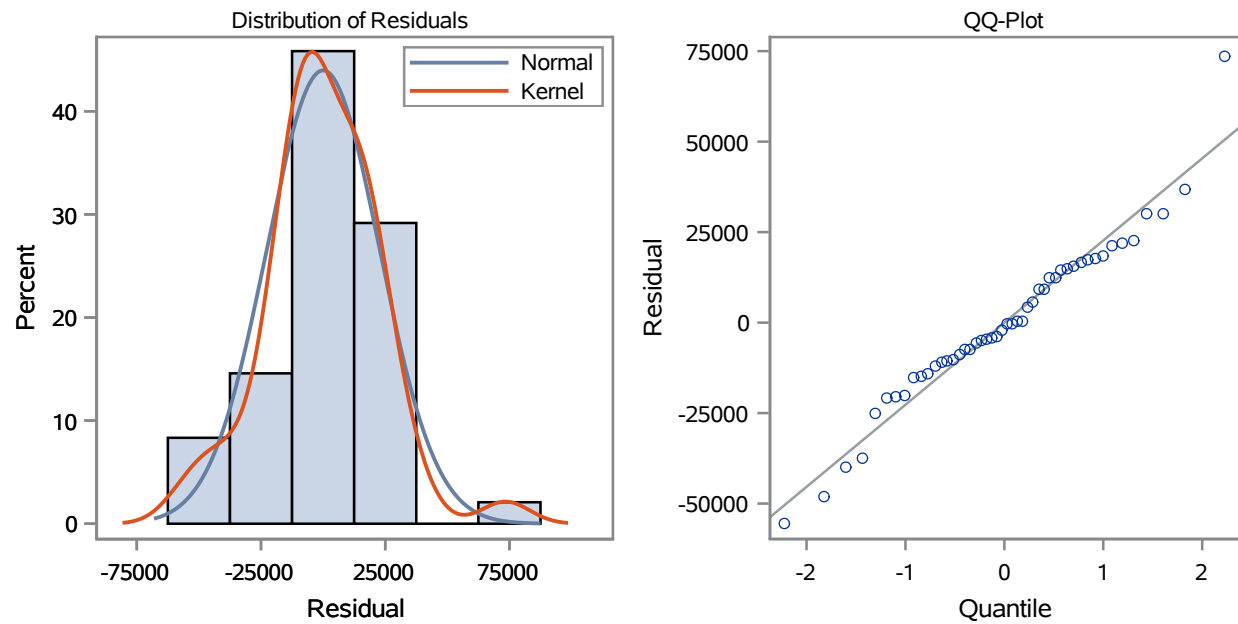 Distribution of Residuals
Normal
Kernel
Percent
40
30
20
10
0
-75000
-25000
25000
75000
Residual
QQ-Plot
Residual
75000
50000
25000
0
-25000
-50000
-2
-1
0
1
2
Quantile